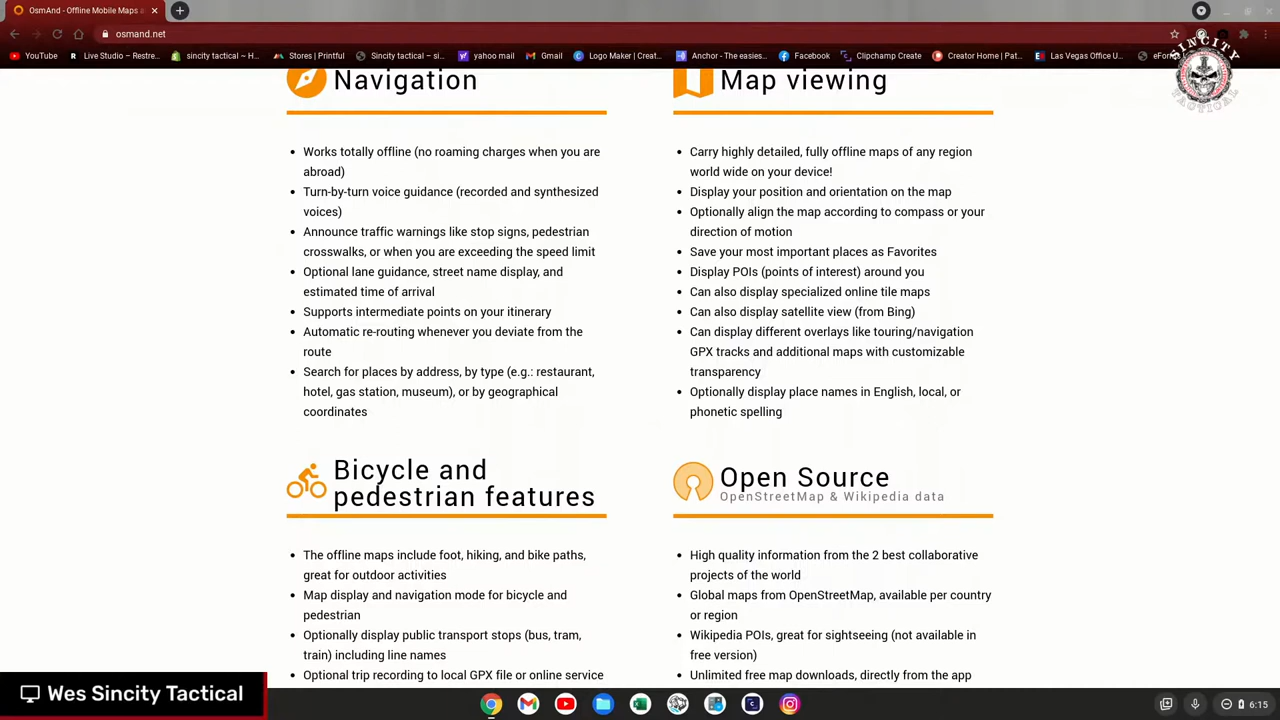 OsmAnd - Offline Mobile Maps a
osmand.net
YouTube
Live Studio – Restre...
sincity tactical ~ H...
Stores | Printful
Sincity tactical – si...
yahoo mail
Gmail
Logo Maker | Creat...
Anchor - The easies...
Facebook
Clipchamp Create
Creator Home | Pat...
Las Vegas Office U...
eForms
SINCITY
TACTICAL
Navigation
Works totally offline (no roaming charges when you are
abroad)
Turn-by-turn voice guidance (recorded and synthesized
voices)
Announce traffic warnings like stop signs, pedestrian
crosswalks, or when you are exceeding the speed limit
Optional lane guidance, street name display, and
estimated time of arrival
Supports intermediate points on your itinerary
Automatic re-routing whenever you deviate from the
route
Search for places by address, by type (e.g.: restaurant,
hotel, gas station, museum), or by geographical
coordinates
Map viewing
Carry highly detailed, fully offline maps of any region
world wide on your device!
Display your position and orientation on the map
Optionally align the map according to compass or your
direction of motion
Save your most important places as Favorites
Display POIs (points of interest) around you
Can also display specialized online tile maps
Can also display satellite view (from Bing)
Can display different overlays like touring/navigation
GPX tracks and additional maps with customizable
transparency
Optionally display place names in English, local, or
phonetic spelling
Bicycle and
pedestrian features
The offline maps include foot, hiking, and bike paths,
great for outdoor activities
Map display and navigation mode for bicycle and
pedestrian
Optionally display public transport stops (bus, tram,
train) including line names
Optional trip recording to local GPX file or online service
Open Source
OpenStreetMap & Wikipedia data
High quality information from the 2 best collaborative
projects of the world
Global maps from OpenStreetMap, available per country
or region
Wikipedia POIs, great for sightseeing (not available in
free version)
Unlimited free map downloads, directly from the app
Wes Sincity Tactical
6:15